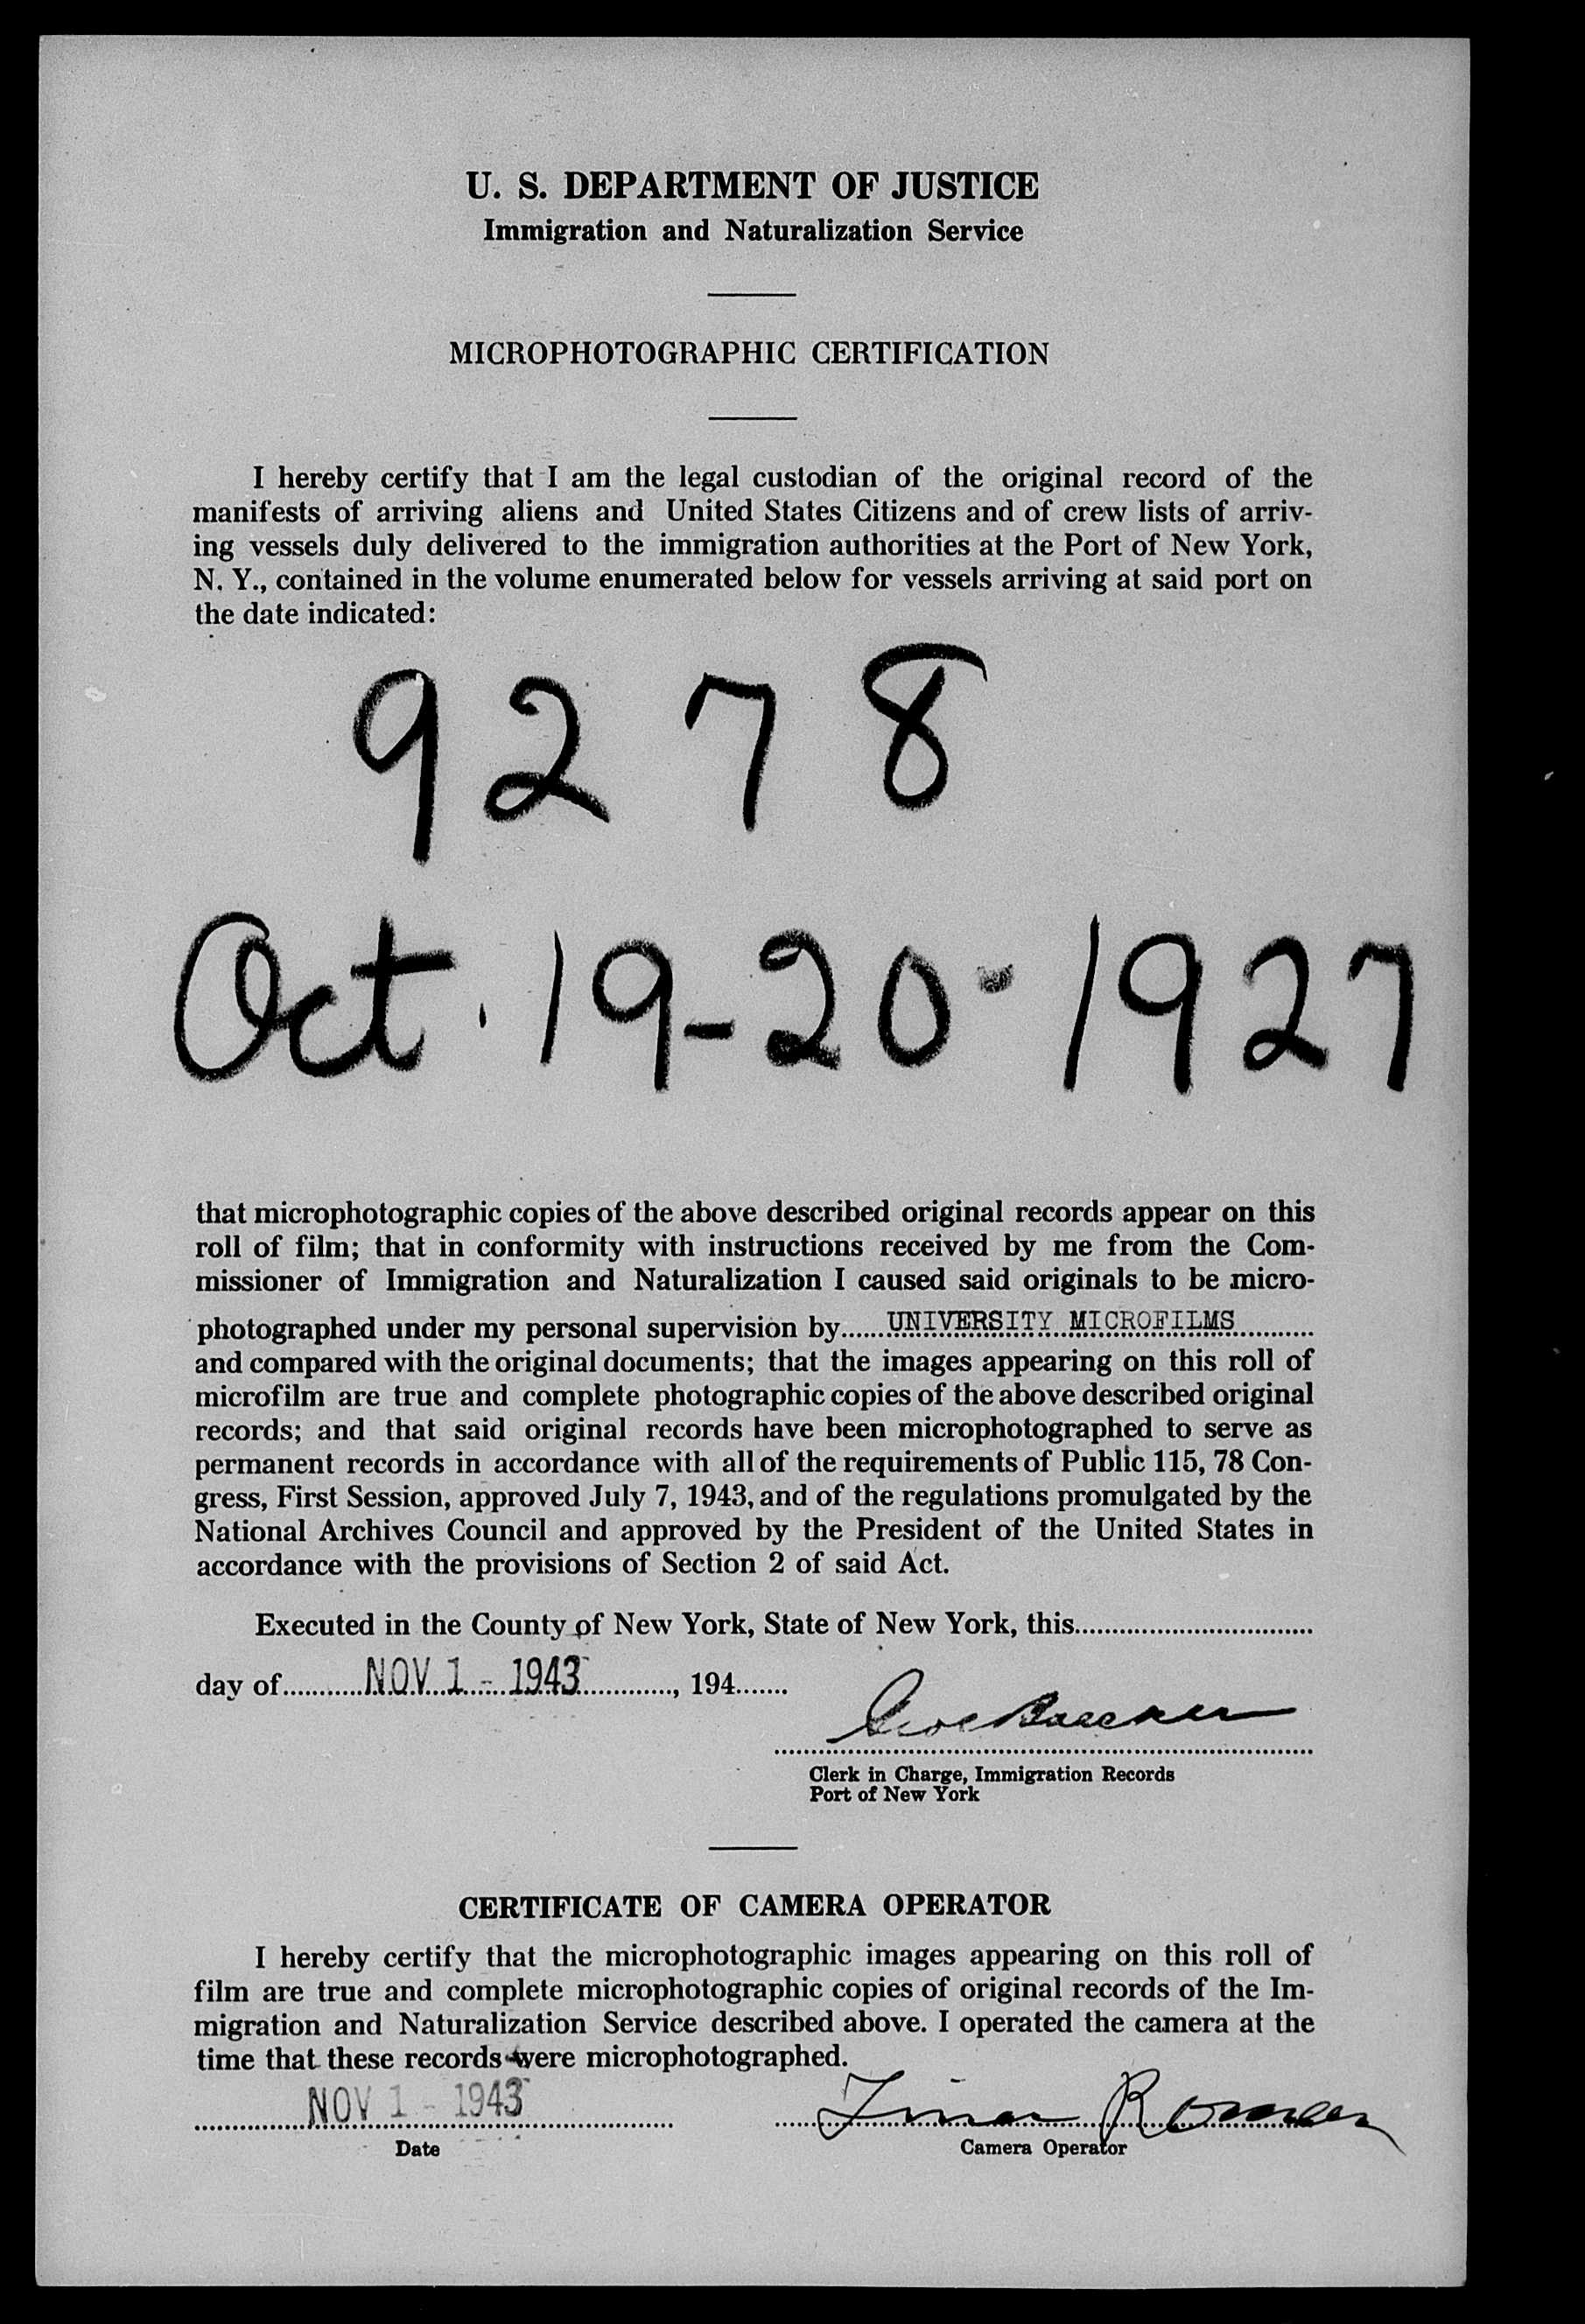 U. S. DEPARTMENT OF JUSTICE
Immigration and Naturalization Service
MICROPHOTOGRAPHIC CERTIFICATION
I hereby certify that I am the legal custodian of the original record of the
manifests of arriving aliens and United States Citizens and of crew lists of arriv-
ing vessels duly delivered to the immigration authorities at the Port of New York,
N. Y., contained in the volume enumerated below for vessels arriving at said port on
the date indicated:
9278
Oct. 19-20-1927
that microphotographic copies of the above described original records appear on this
roll of film; that in conformity with instructions received by me from the Com-
missioner of Immigration and Naturalization I caused said originals to be micro-
photographed under my personal supervision by......UNIVERSITY MICROFILMS..........
and compared with the original documents; that the images appearing on this roll of
microfilm are true and complete photographic copies of the above described original
records; and that said original records have been microphotographed to serve as
permanent records in accordance with all of the requirements of Public 115, 78 Con-
gress, First Session, approved July 7, 1943, and of the regulations promulgated by the
National Archives Council and approved by the President of the United States in
accordance with the provisions of Section 2 of said Act.
Executed in the County of New York, State of New York, this................................
day of...........NOV 1 - 1943............., 194.......
Clerk in Charge, Immigration Records
Port of New York
CERTIFICATE OF CAMERA OPERATOR
I hereby certify that the microphotographic images appearing on this roll of
film are true and complete microphotographic copies of original records of the Im-
migration and Naturalization Service described above. I operated the camera at the
time that these records were microphotographed.
NOV 1 - 1943
Date
Camera Operator